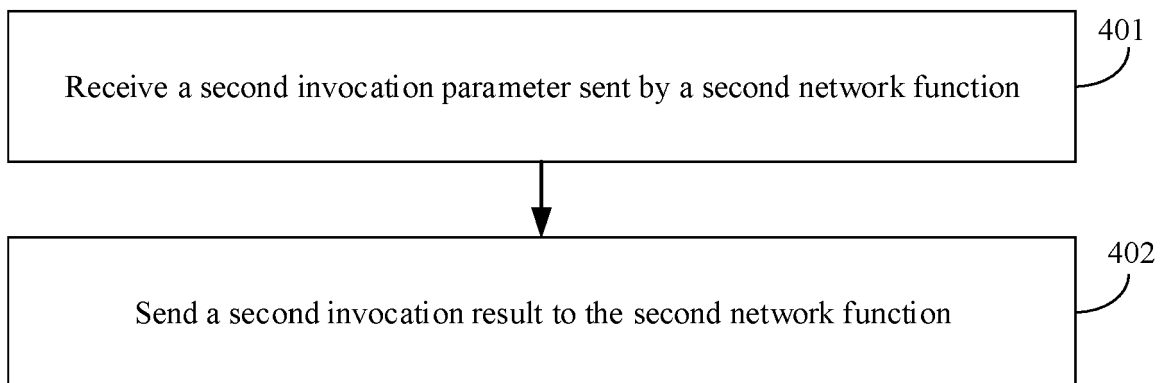 401
Receive a second invocation parameter sent by a second network function
402
Send a second invocation result to the second network function